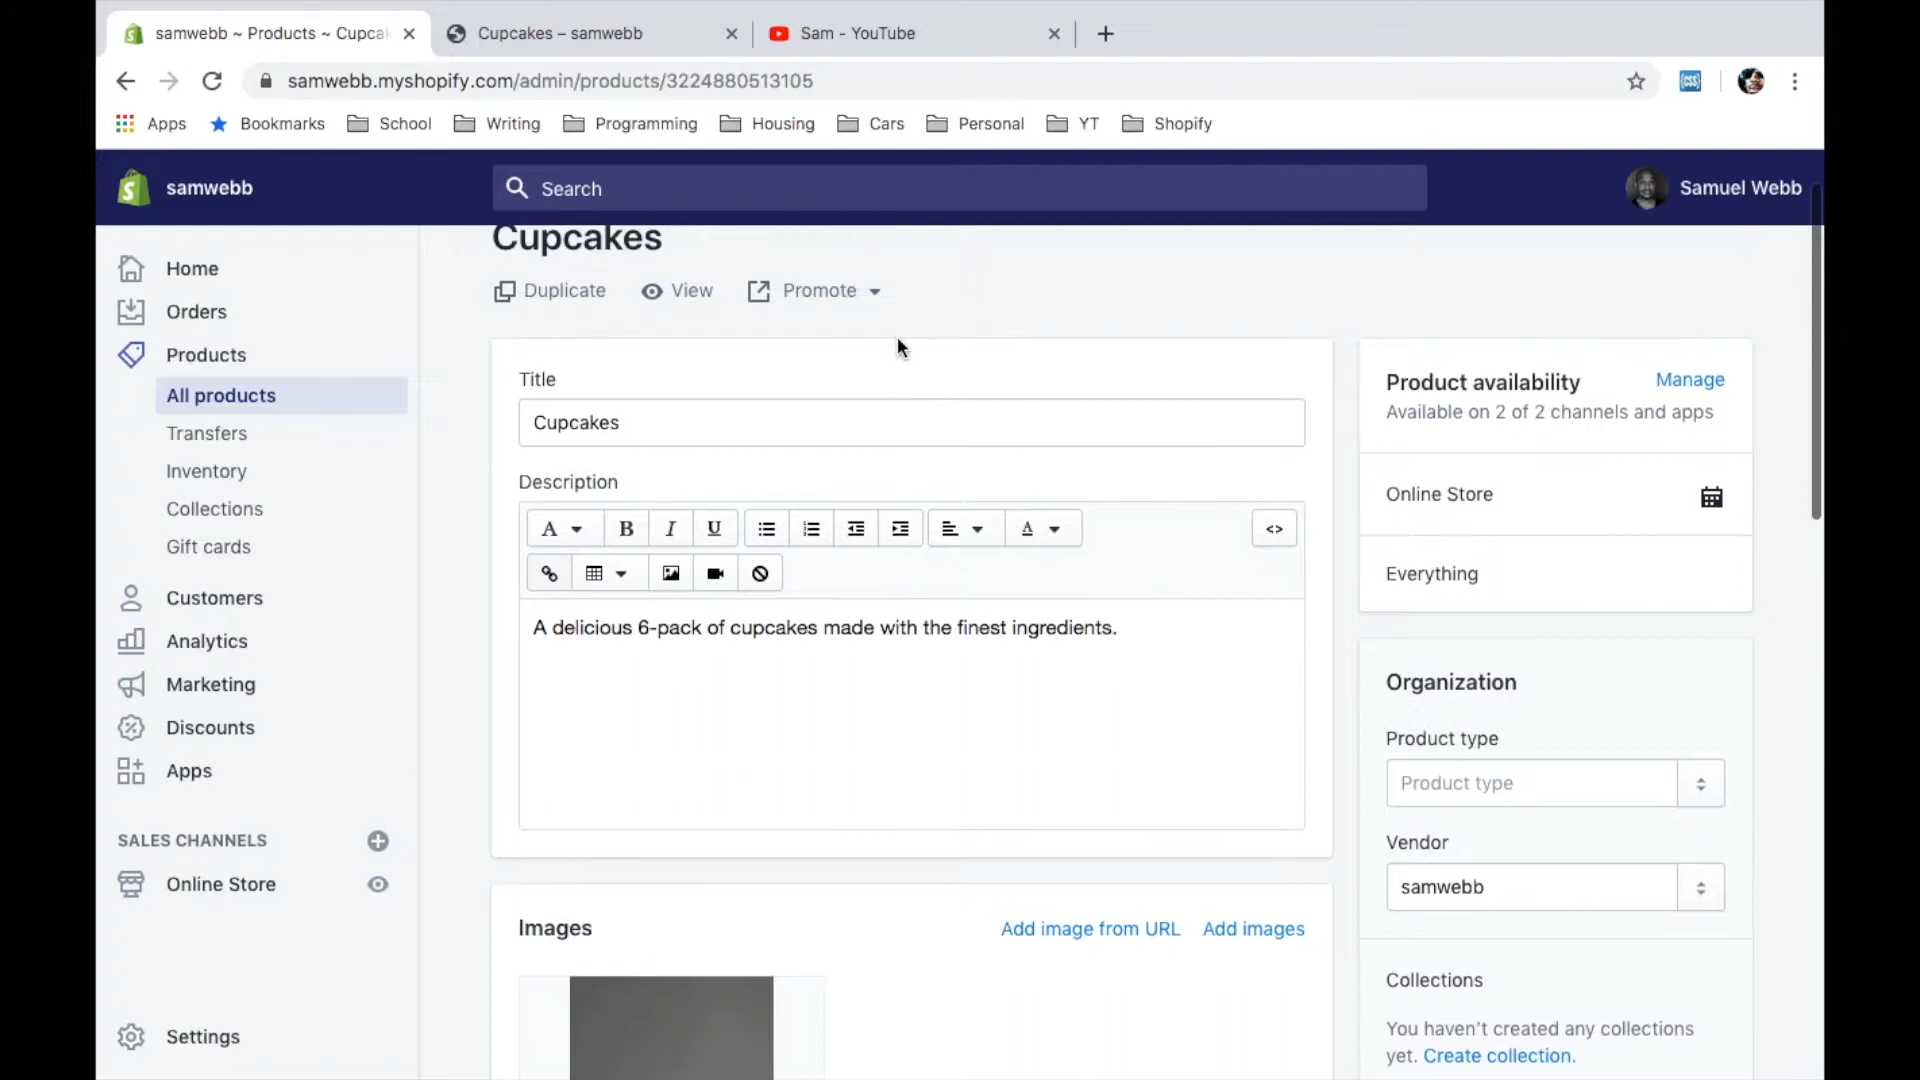 samwebb ~ Products ~ Cupca
Cupcakes – samwebb
Sam - YouTube
samwebb.myshopify.com/admin/products/3224880513105
Apps
Bookmarks
School
Writing
Programming
Housing
Cars
Personal
YT
Shopify
samwebb
Search
Samuel Webb
Home
Orders
Products
All products
Transfers
Inventory
Collections
Gift cards
Customers
Analytics
Marketing
Discounts
Apps
SALES CHANNELS
Online Store
Settings
Cupcakes
Duplicate
View
Promote
Title
Cupcakes
Description
A
B
I
U
A
<>
A delicious 6-pack of cupcakes made with the finest ingredients.
Images
Add image from URL
Add images
Product availability
Manage
Available on 2 of 2 channels and apps
Online Store
Everything
Organization
Product type
Product type
Vendor
samwebb
Collections
You haven't created any collections
yet. Create collection.